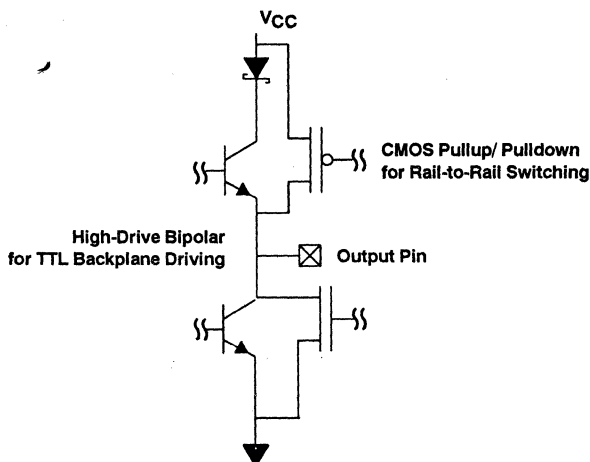 VCC
CMOS Pullup/ Pulldown
for Rail-to-Rail Switching
High-Drive Bipolar
for TTL Backplane Driving
Output Pin